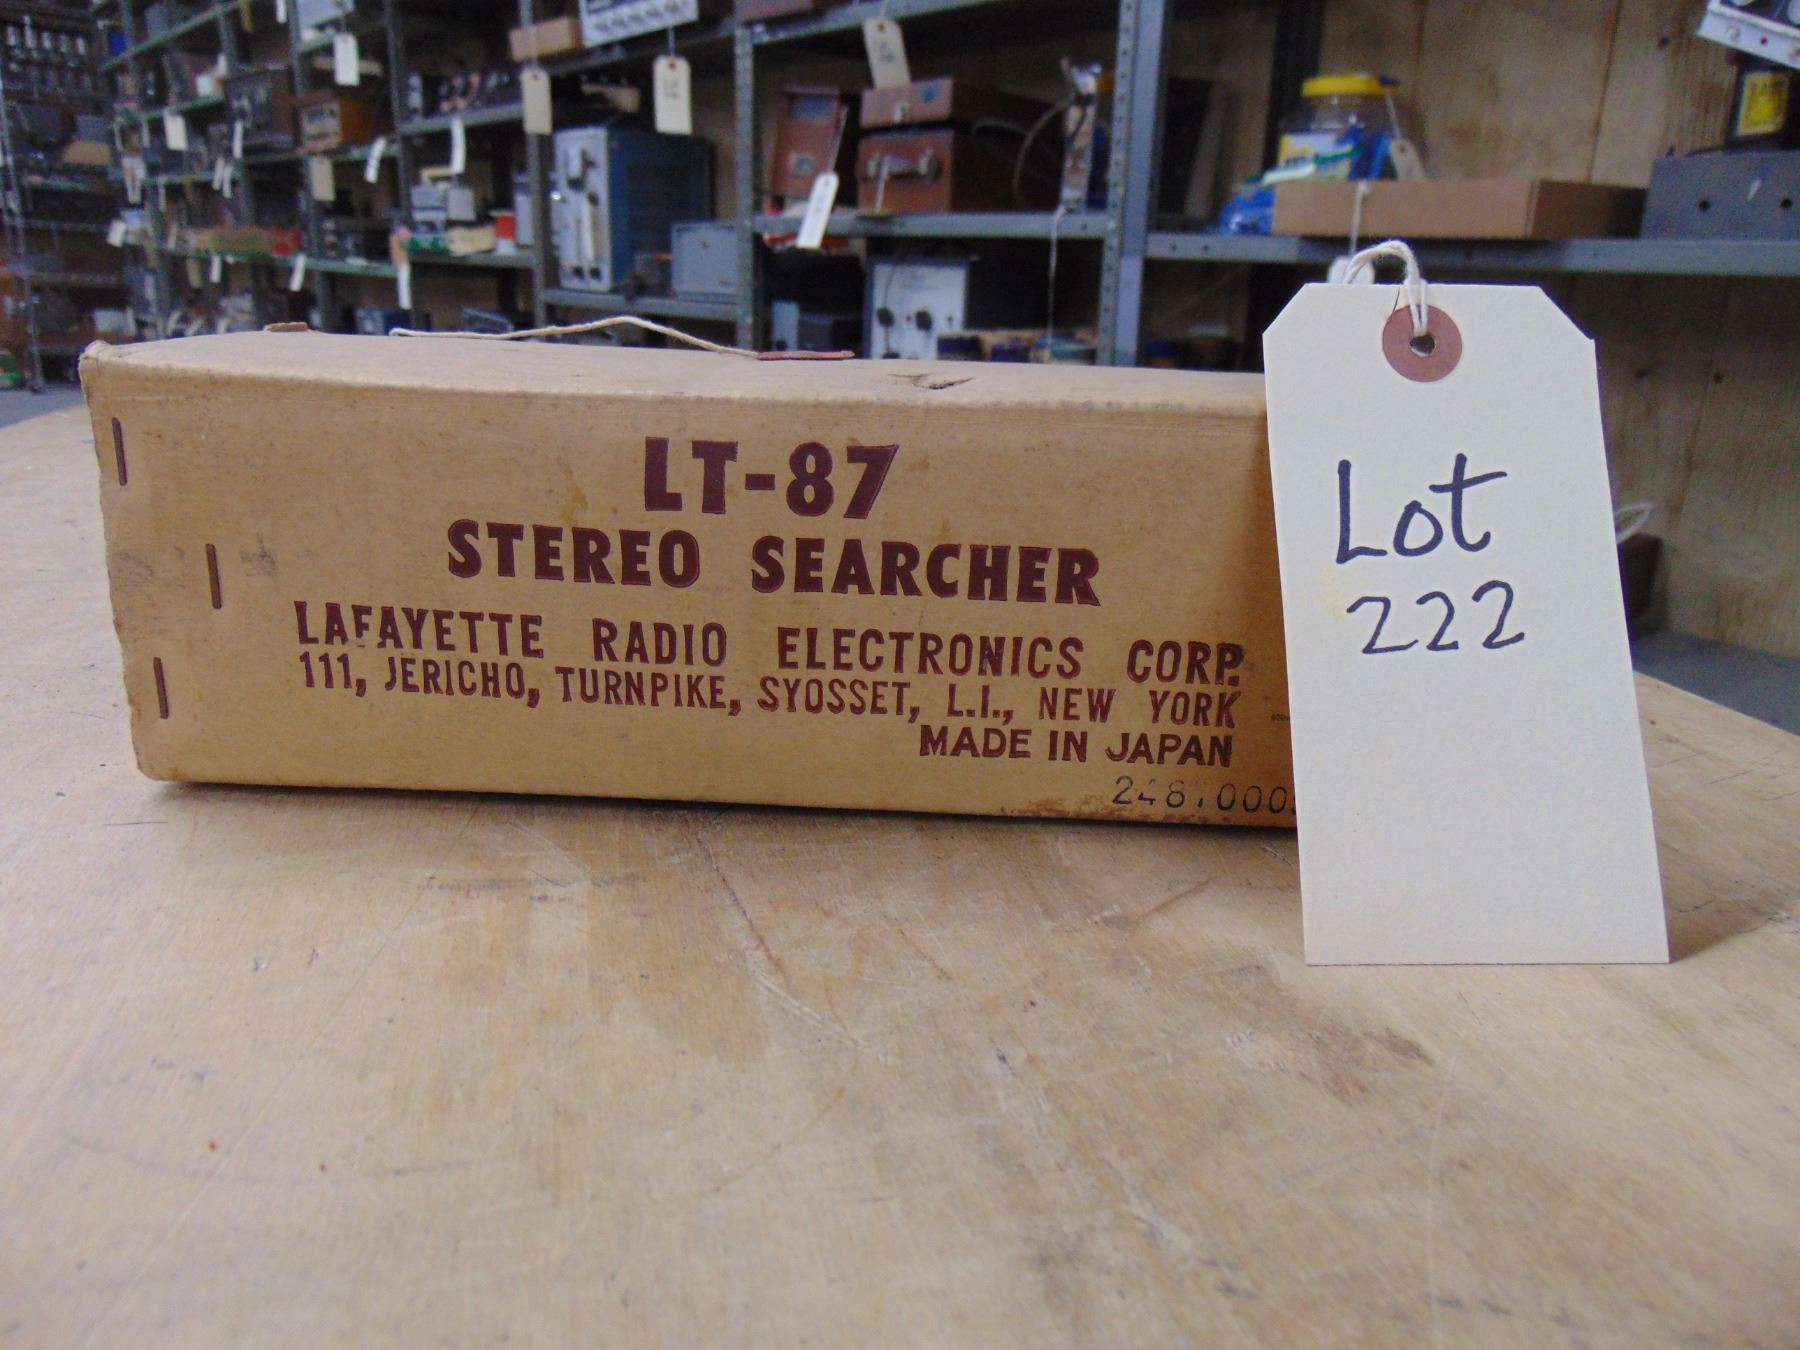 LT-87
STEREO SEARCHER
LAFAYETTE RADIO ELECTRONICS CORP.
111, JERICHO, TURNPIKE, SYOSSET, L.I., NEW YORK
MADE IN JAPAN
Lot
222